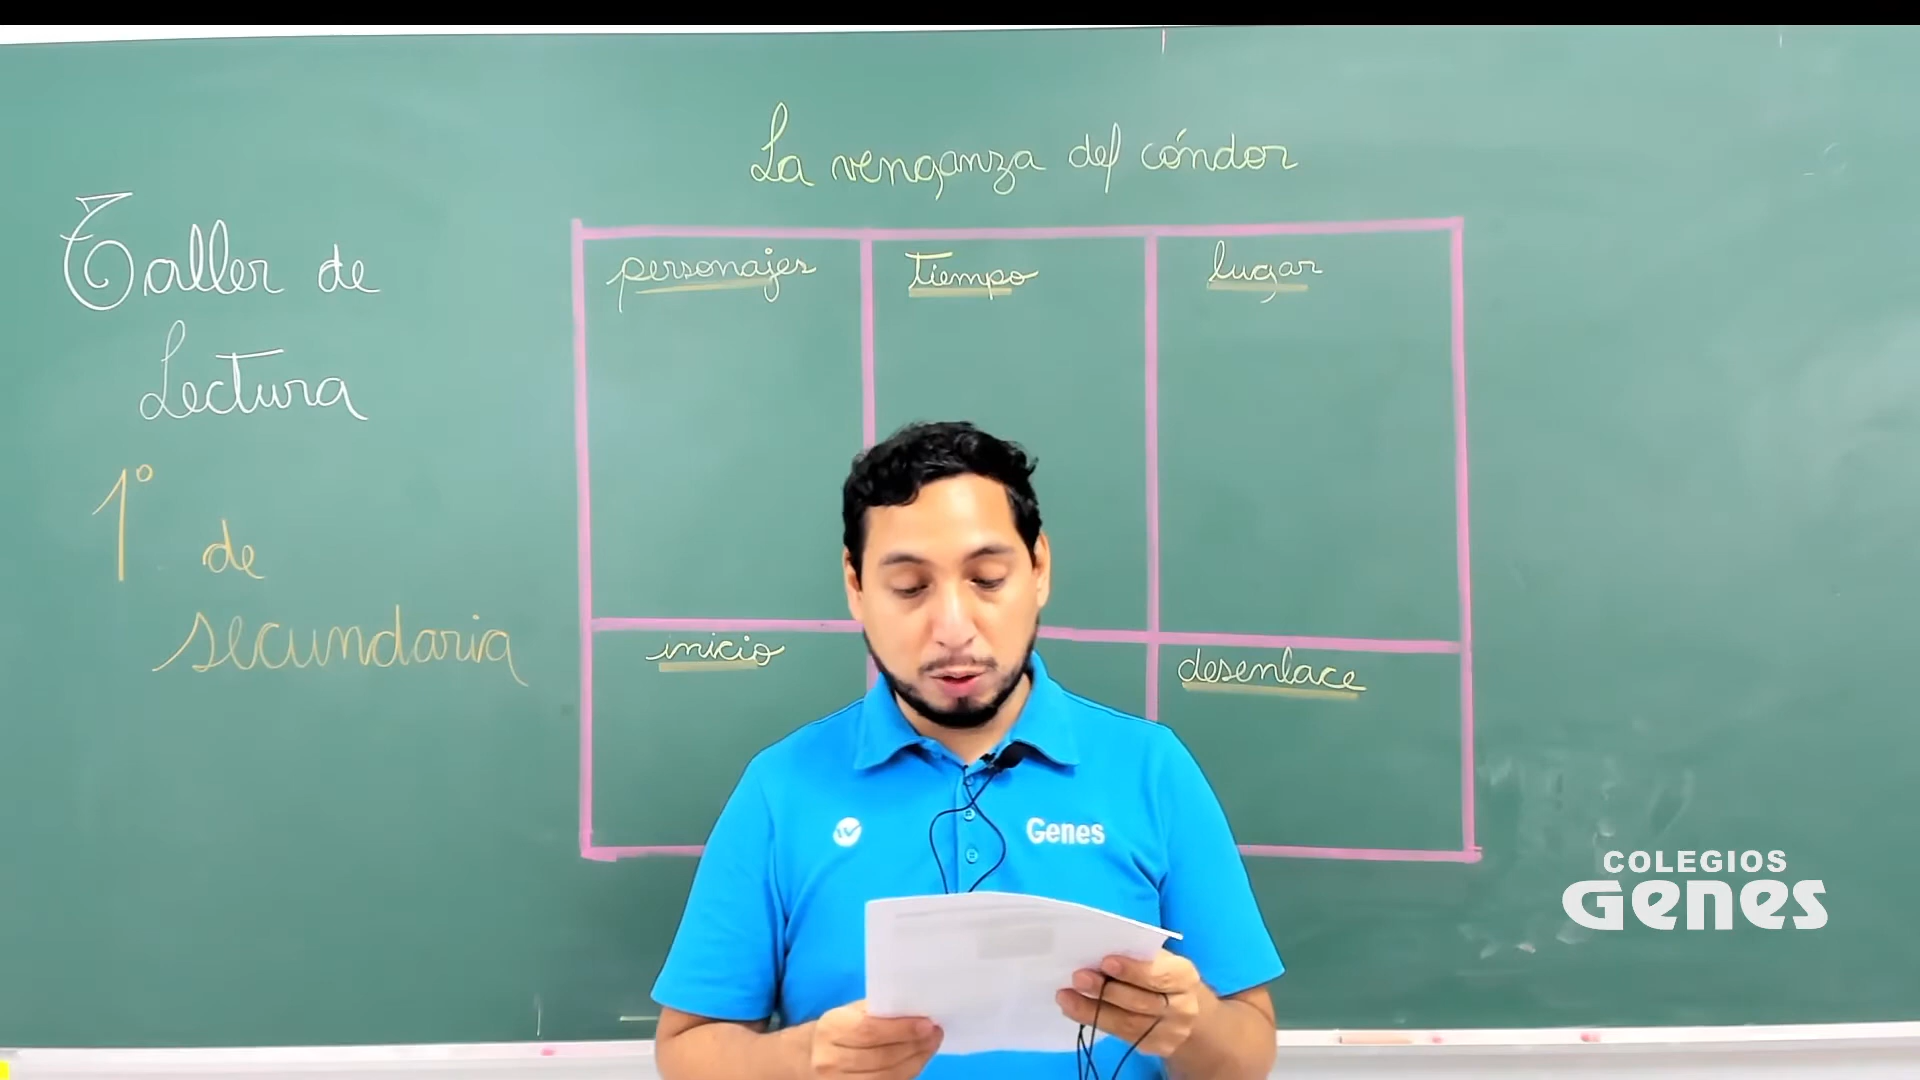 La venganza del cóndor
Taller de
Lectura
1° de
secundaria
personajes
tiempo
lugar
inicio
desenlace
Genes
COLEGIOS
Genes